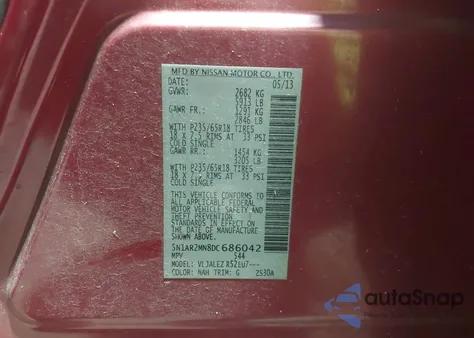 MFD BY NISSAN MOTOR CO., LTD.
DATE: 05/13
GVWR: 2682 KG
5913 LB
GAWR FR.: 1291 KG
2846 LB
WITH P235/65R18 TIRES
18 X 7.5 RIMS AT 33 PSI
COLD SINGLE
GAWR RR.: 1454 KG
3205 LB
WITH P235/65R18 TIRES
18 X 7.5 RIMS AT 33 PSI
COLD SINGLE
THIS VEHICLE CONFORMS TO
ALL APPLICABLE FEDERAL
MOTOR VEHICLE SAFETY AND
THEFT PREVENTION STANDARDS
IN EFFECT ON THE DATE OF
MANUFACTURE SHOWN ABOVE.
5N1AR2MN8DC686042
MPV 544
MODEL: VLJALEZ R52EU7---
COLOR: NAH TRIM: G 2530A
autoSnap